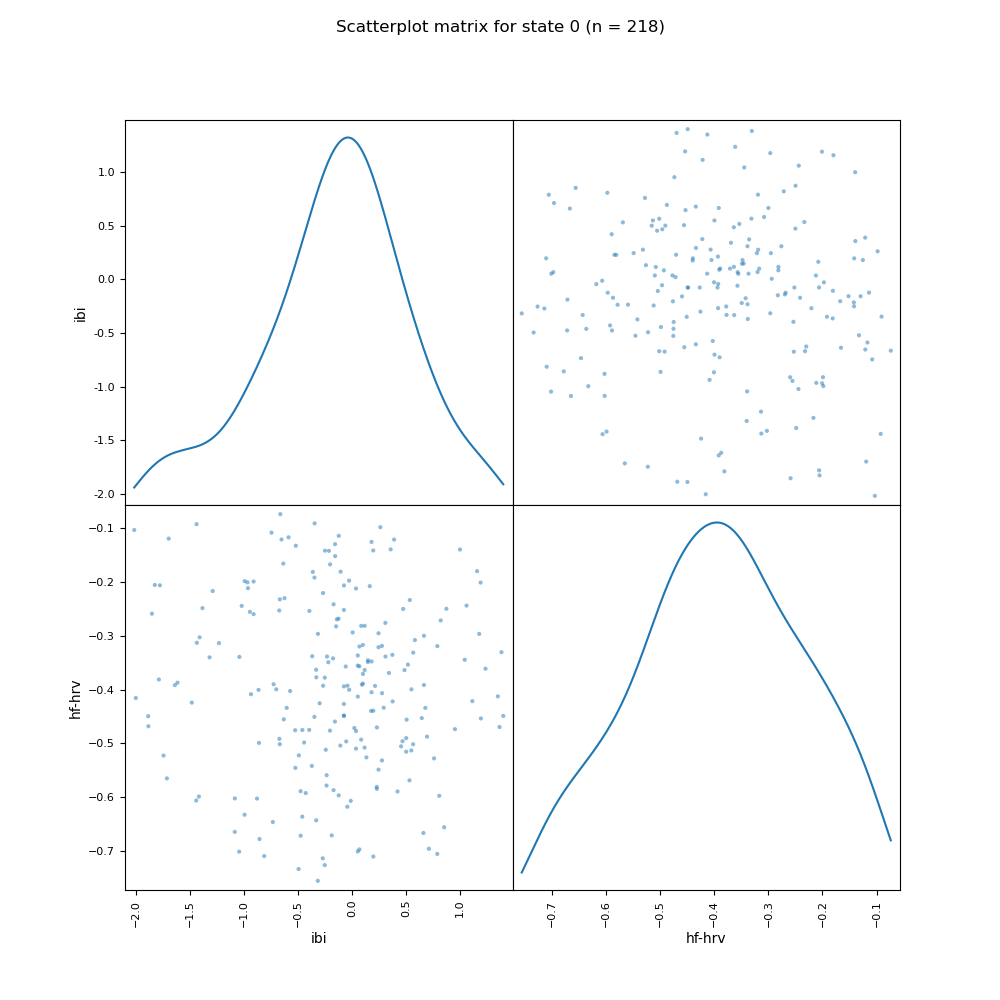 Scatterplot matrix for state 0 (n = 218)
ibi
1.0
0.5
0.0
−0.5
−1.0
−1.5
−2.0
hf-hrv
−0.1
−0.2
−0.3
−0.4
−0.5
−0.6
−0.7
−2.0 −1.5 −1.0 −0.5 0.0 0.5 1.0
ibi
−0.7 −0.6 −0.5 −0.4 −0.3 −0.2 −0.1
hf-hrv